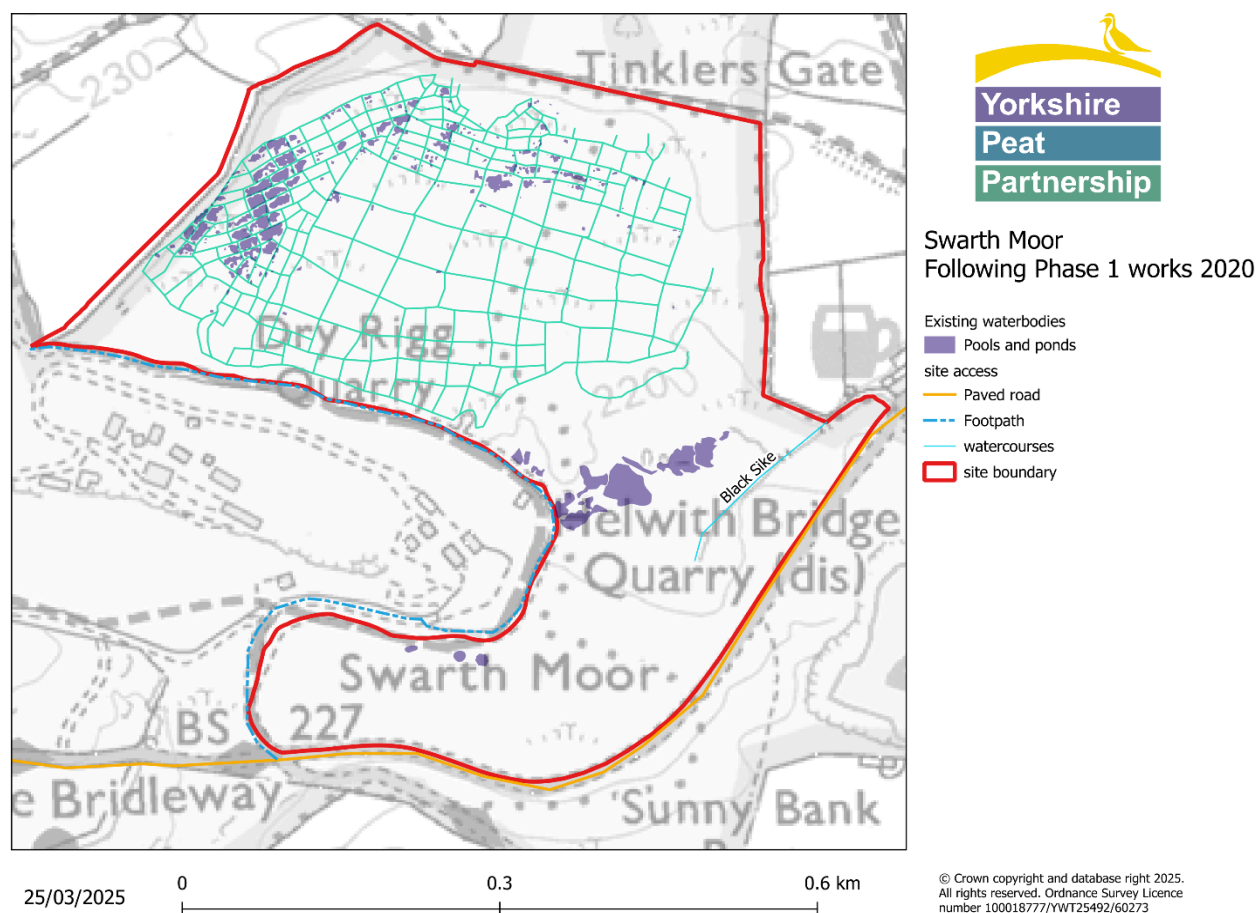 230
Tinklers Gate
Dry Rigg
Quarry
220
Black Sike
Helwith Bridge
Quarry (dis)
Swarth Moor
BS
227
e Bridleway
Sunny Bank
Yorkshire
Peat
Partnership
Swarth Moor
Following Phase 1 works 2020
Existing waterbodies
Pools and ponds
site access
Paved road
Footpath
watercourses
site boundary
25/03/2025
0
0.3
0.6 km
© Crown copyright and database right 2025.
All rights reserved. Ordnance Survey Licence
number 100018777/YWT25492/60273